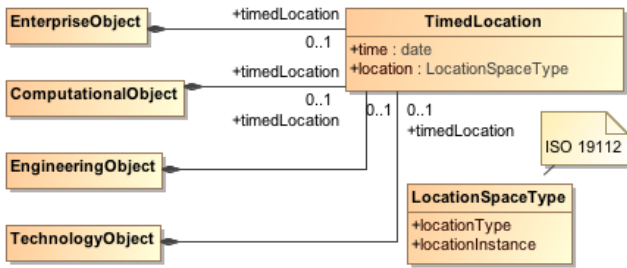 EnterpriseObject
+timedLocation
0..1
TimedLocation
+time : date
+location : LocationSpaceType
ComputationalObject
+timedLocation
0..1
+timedLocation
0..1
0..1
+timedLocation
EngineeringObject
TechnologyObject
ISO 19112
LocationSpaceType
+locationType
+locationInstance